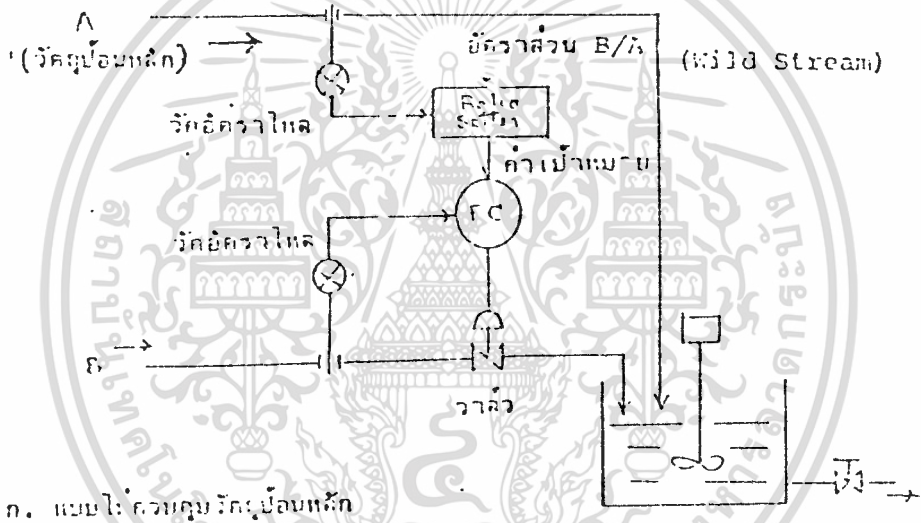 A
(วัตถุป้อนหลัก)
อัตราส่วน B/A
(Wild Stream)
วัดอัตราไหล
Ratio
ค่าเป้าหมาย
FC
วัดอัตราไหล
B
วาล์ว
ก. แบบไม่ควบคุมวัตถุป้อนหลัก